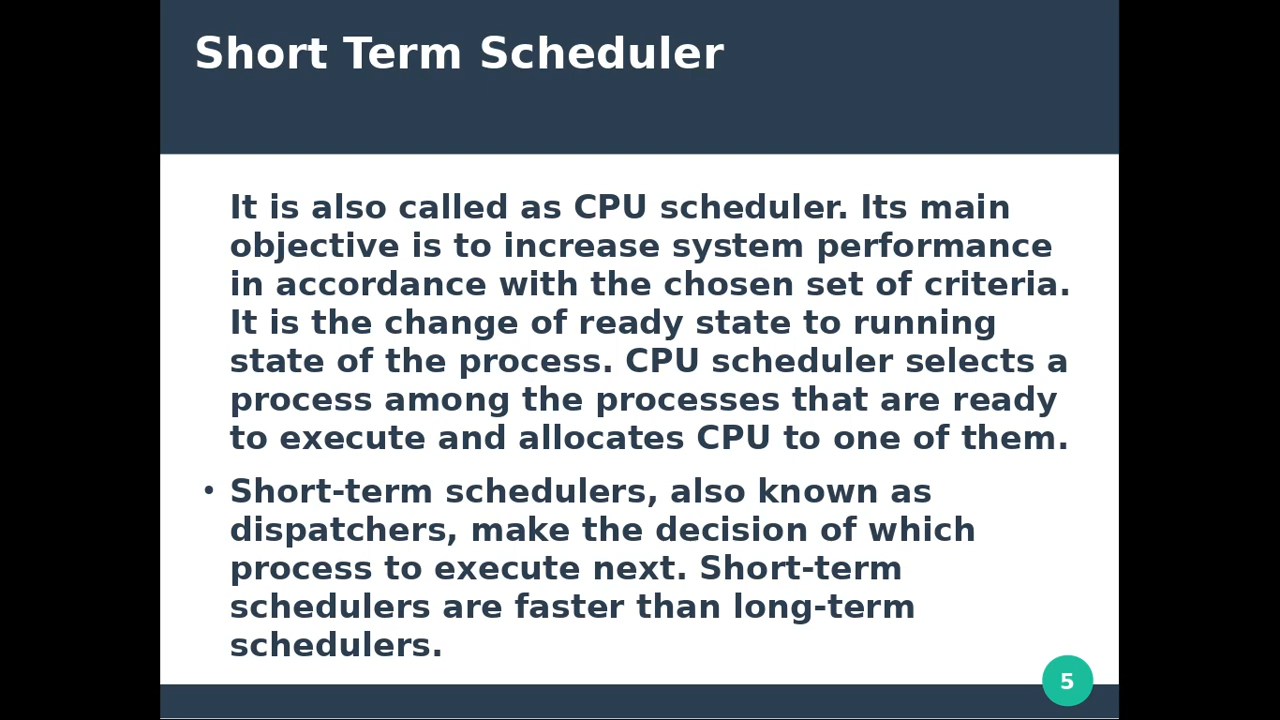 Short Term Scheduler
It is also called as CPU scheduler. Its main
objective is to increase system performance
in accordance with the chosen set of criteria.
It is the change of ready state to running
state of the process. CPU scheduler selects a
process among the processes that are ready
to execute and allocates CPU to one of them.
• Short-term schedulers, also known as
dispatchers, make the decision of which
process to execute next. Short-term
schedulers are faster than long-term
schedulers.
5